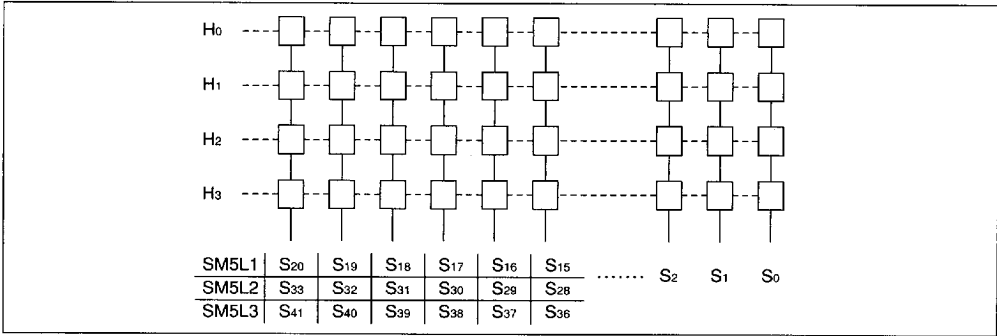 H0
H1
H2
H3
SM5L1 S20 S19 S18 S17 S16 S15 ........ S2 S1 S0
SM5L2 S33 S32 S31 S30 S29 S28
SM5L3 S41 S40 S39 S38 S37 S36